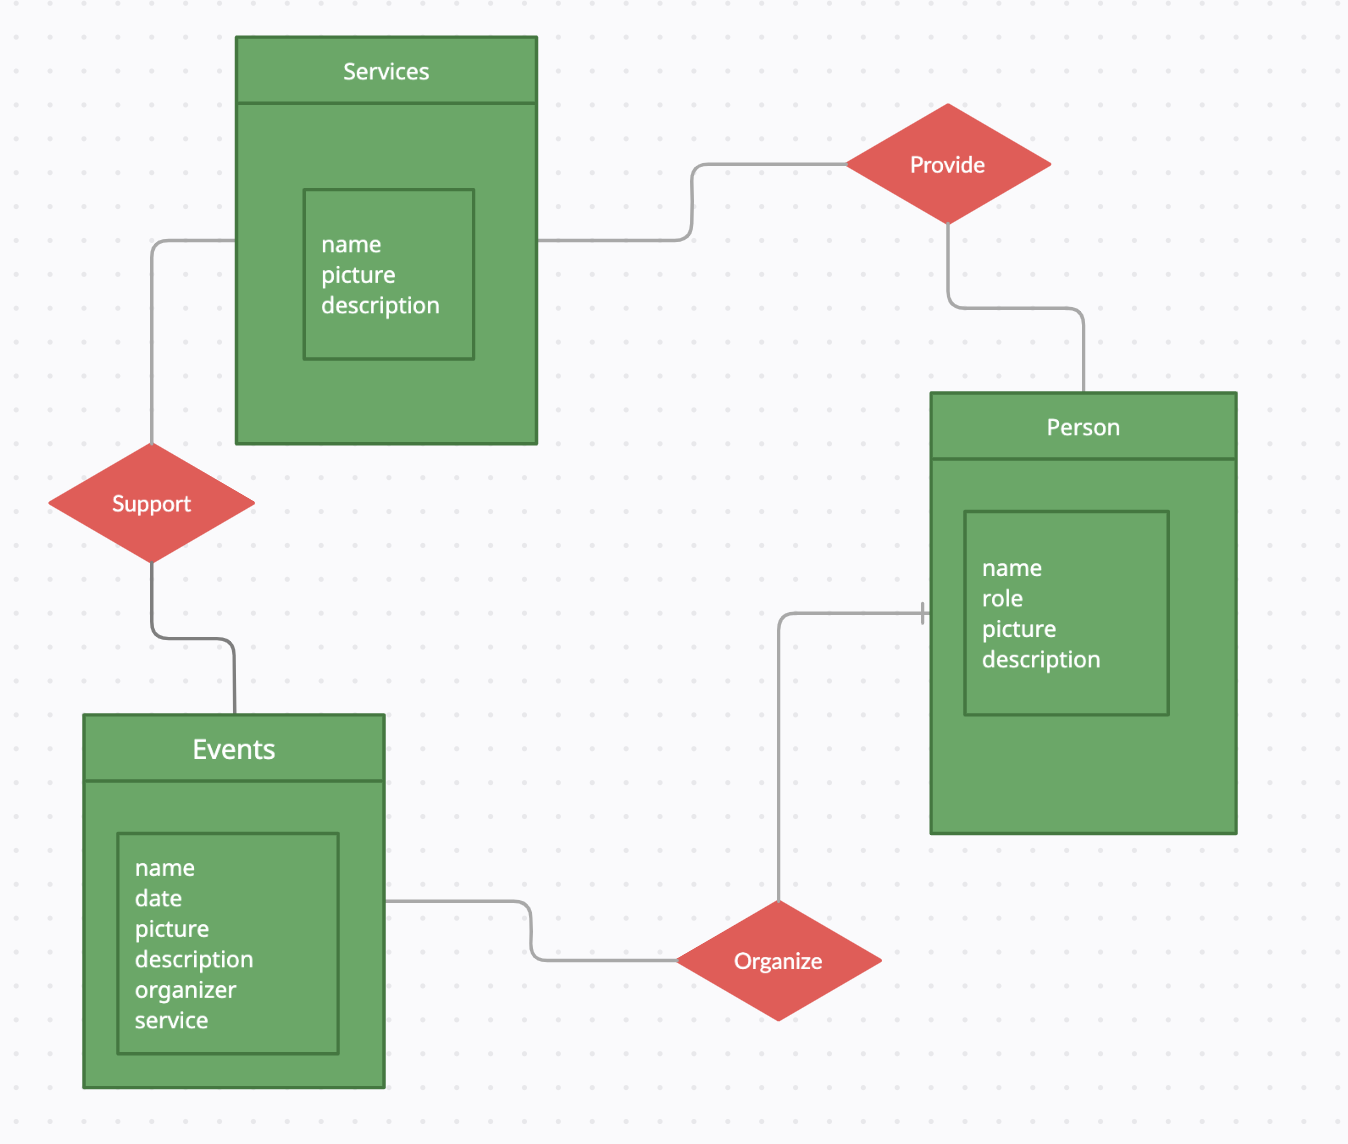 Services
name
picture
description
Provide
Person
name
role
picture
description
Support
Events
name
date
picture
description
organizer
service
Organize